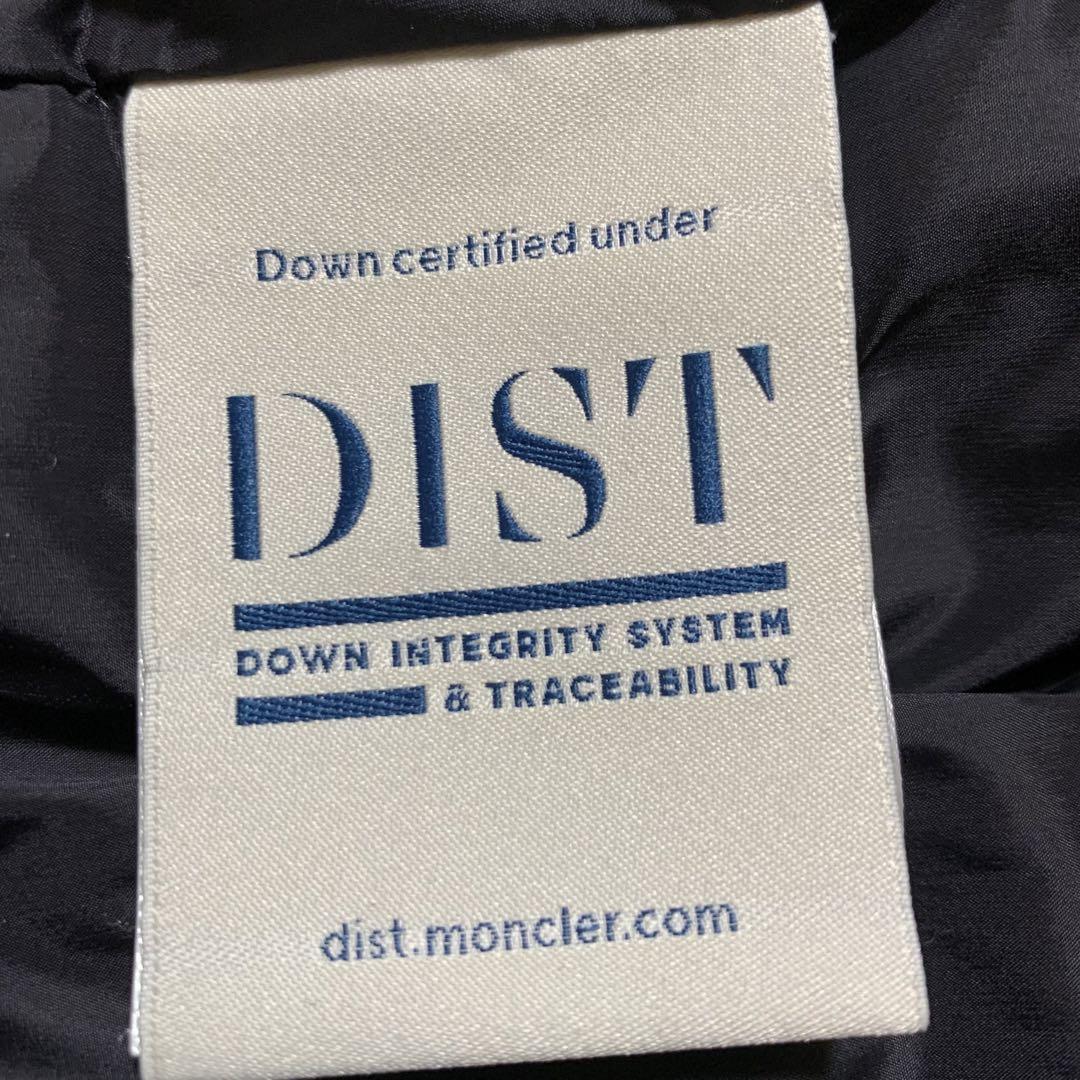 Down certified under
DIST
DOWN INTEGRITY SYSTEM
& TRACEABILITY
dist.moncler.com